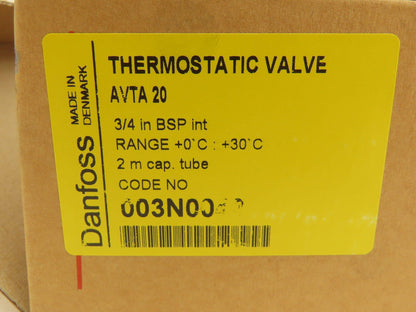 THERMOSTATIC VALVE
AVTA 20
3/4 in BSP int
RANGE +0°C : +30°C
2 m cap. tube
CODE NO
Danfoss
MADE IN
DENMARK